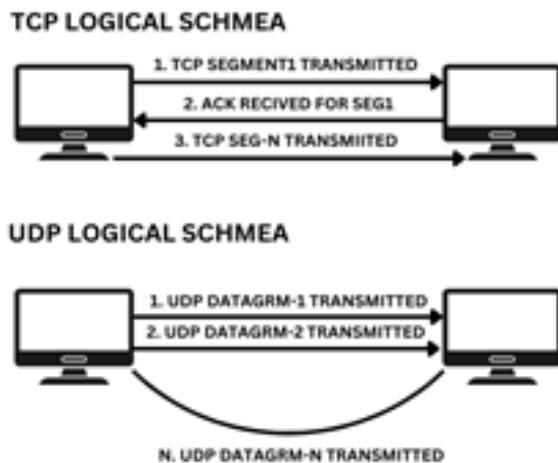 TCP LOGICAL SCHMEA
1. TCP SEGMENT1 TRANSMITTED
2. ACK RECIVED FOR SEG1
3. TCP SEG-N TRANSMIITED
UDP LOGICAL SCHMEA
1. UDP DATAGRM-1 TRANSMITTED
2. UDP DATAGRM-2 TRANSMITTED
N. UDP DATAGRM-N TRANSMITTED